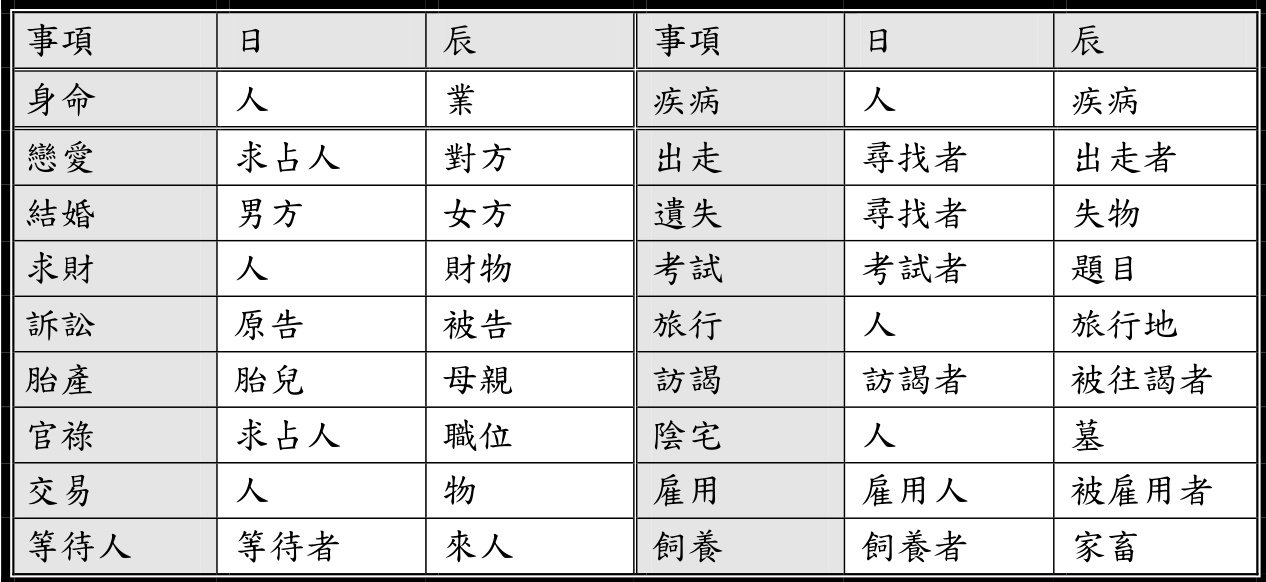 事項 日 辰 事項 日 辰
身命 人 業 疾病 人 疾病
戀愛 求占人 對方 出走 尋找者 出走者
結婚 男方 女方 遺失 尋找者 失物
求財 人 財物 考試 考試者 題目
訴訟 原告 被告 旅行 人 旅行地
胎產 胎兒 母親 訪謁 訪謁者 被往謁者
官祿 求占人 職位 陰宅 人 墓
交易 人 物 雇用 雇用人 被雇用者
等待人 等待者 來人 飼養 飼養者 家畜